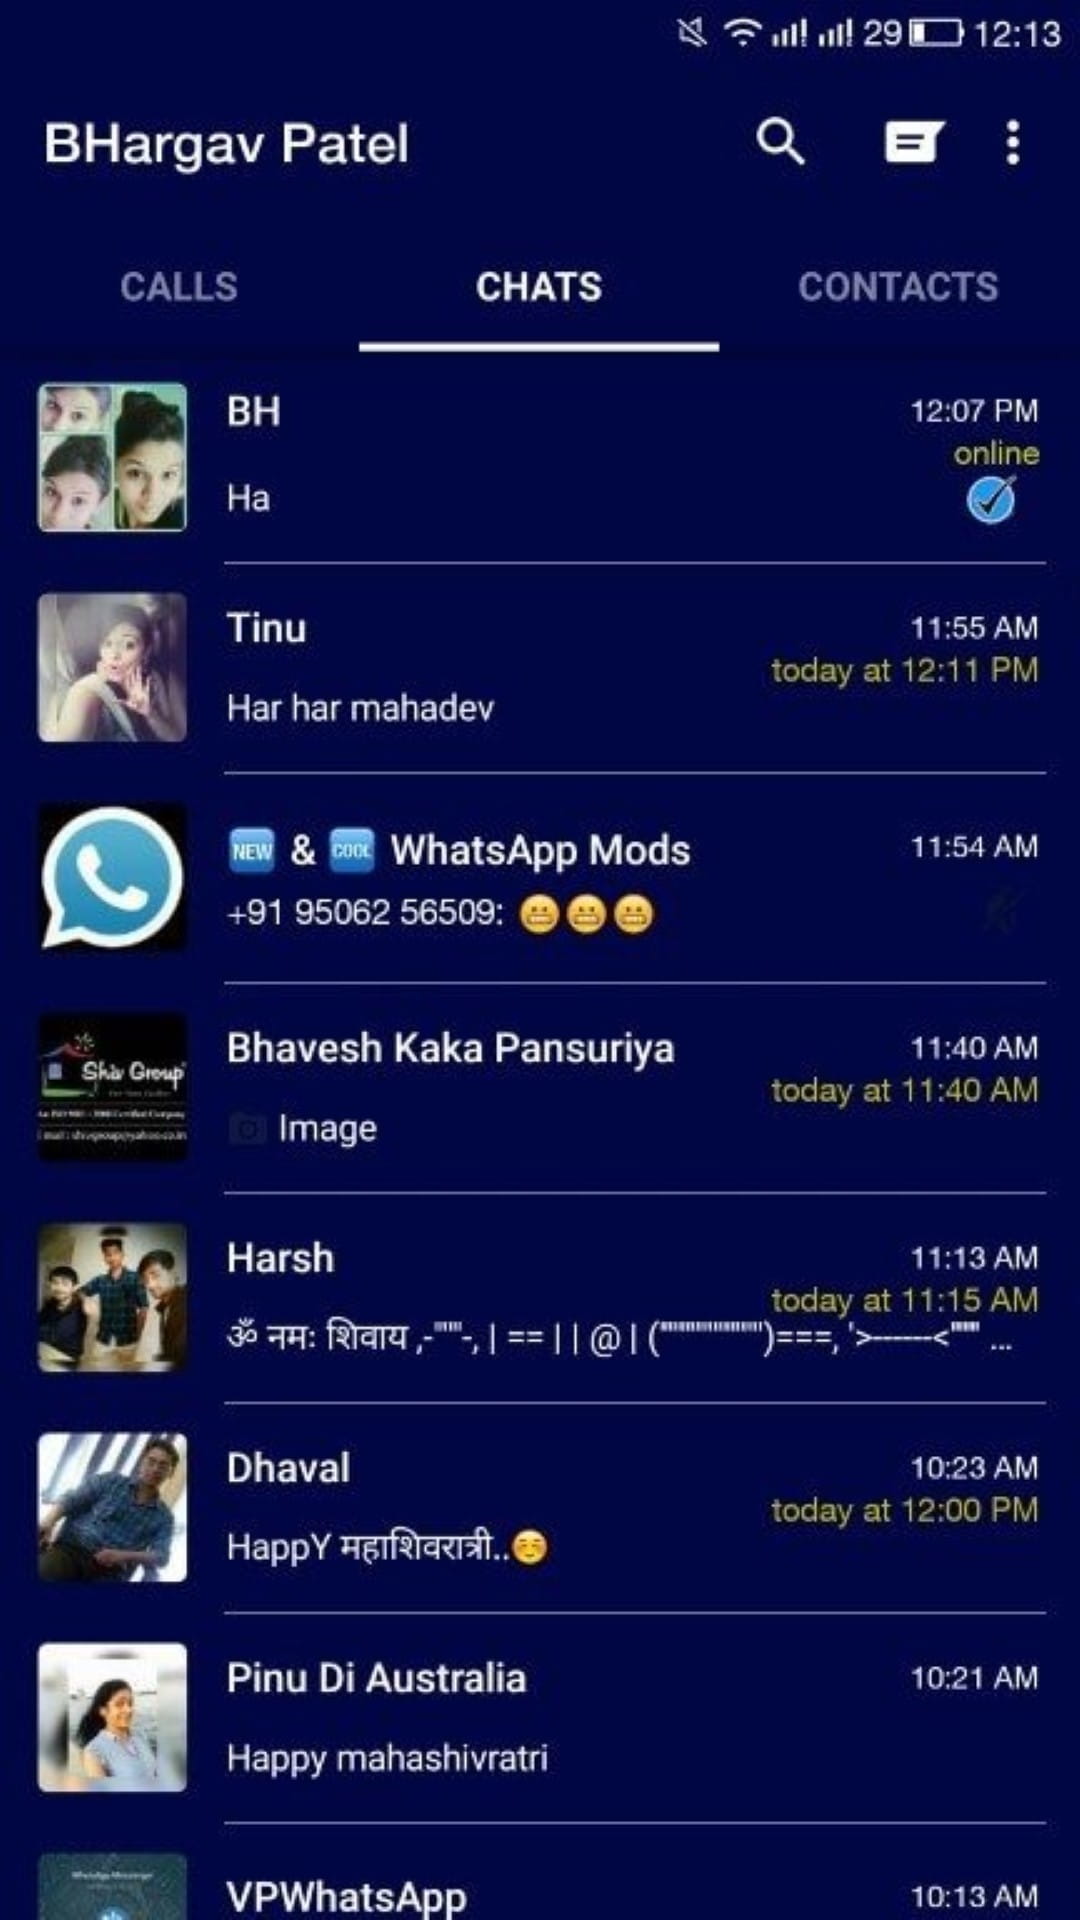 29 12:13
BHargav Patel
CALLS CHATS CONTACTS
BH 12:07 PM
online
Ha
Tinu 11:55 AM
today at 12:11 PM
Har har mahadev
NEW & COOL WhatsApp Mods 11:54 AM
+91 95062 56509: 😬😬😬
Bhavesh Kaka Pansuriya 11:40 AM
today at 11:40 AM
Shiv Group
Image
Harsh 11:13 AM
today at 11:15 AM
ॐ नमः शिवाय ,-"""-, | == | | @ | (""""""""""""")===, '>------<"""" ...
Dhaval 10:23 AM
today at 12:00 PM
HappY महाशिवरात्री..☺️
Pinu Di Australia 10:21 AM
Happy mahashivratri
WhatsApp Messenger
VPWhatsApp 10:13 AM